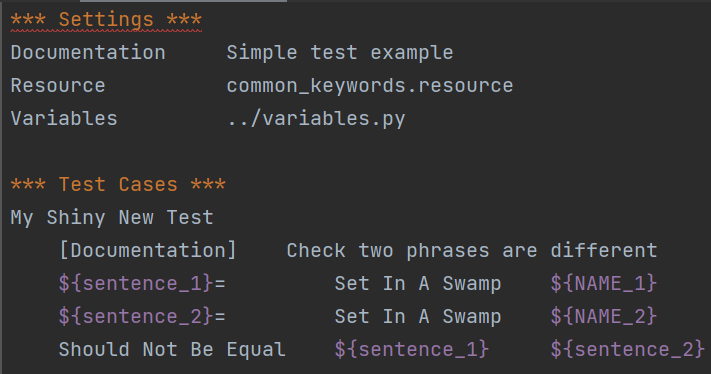 *** Settings ***
Documentation     Simple test example
Resource          common_keywords.resource
Variables         ../variables.py

*** Test Cases ***
My Shiny New Test
    [Documentation]    Check two phrases are different
    ${sentence_1}=         Set In A Swamp    ${NAME_1}
    ${sentence_2}=         Set In A Swamp    ${NAME_2}
    Should Not Be Equal    ${sentence_1}     ${sentence_2}